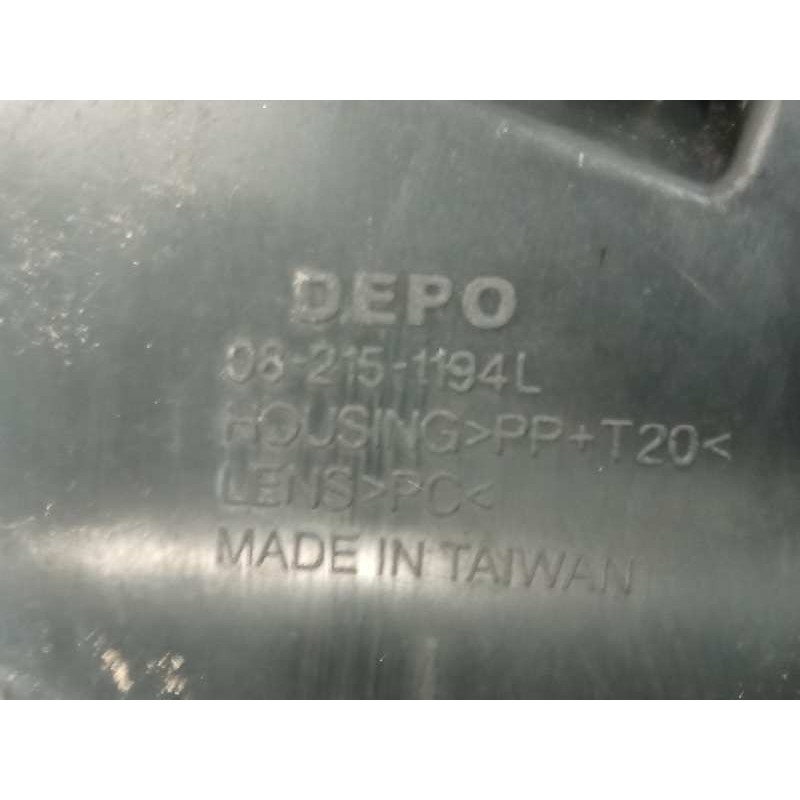 DEPO
08-215-1194L
HOUSING>PP+T20<
LENS>PC<
MADE IN TAIWAN